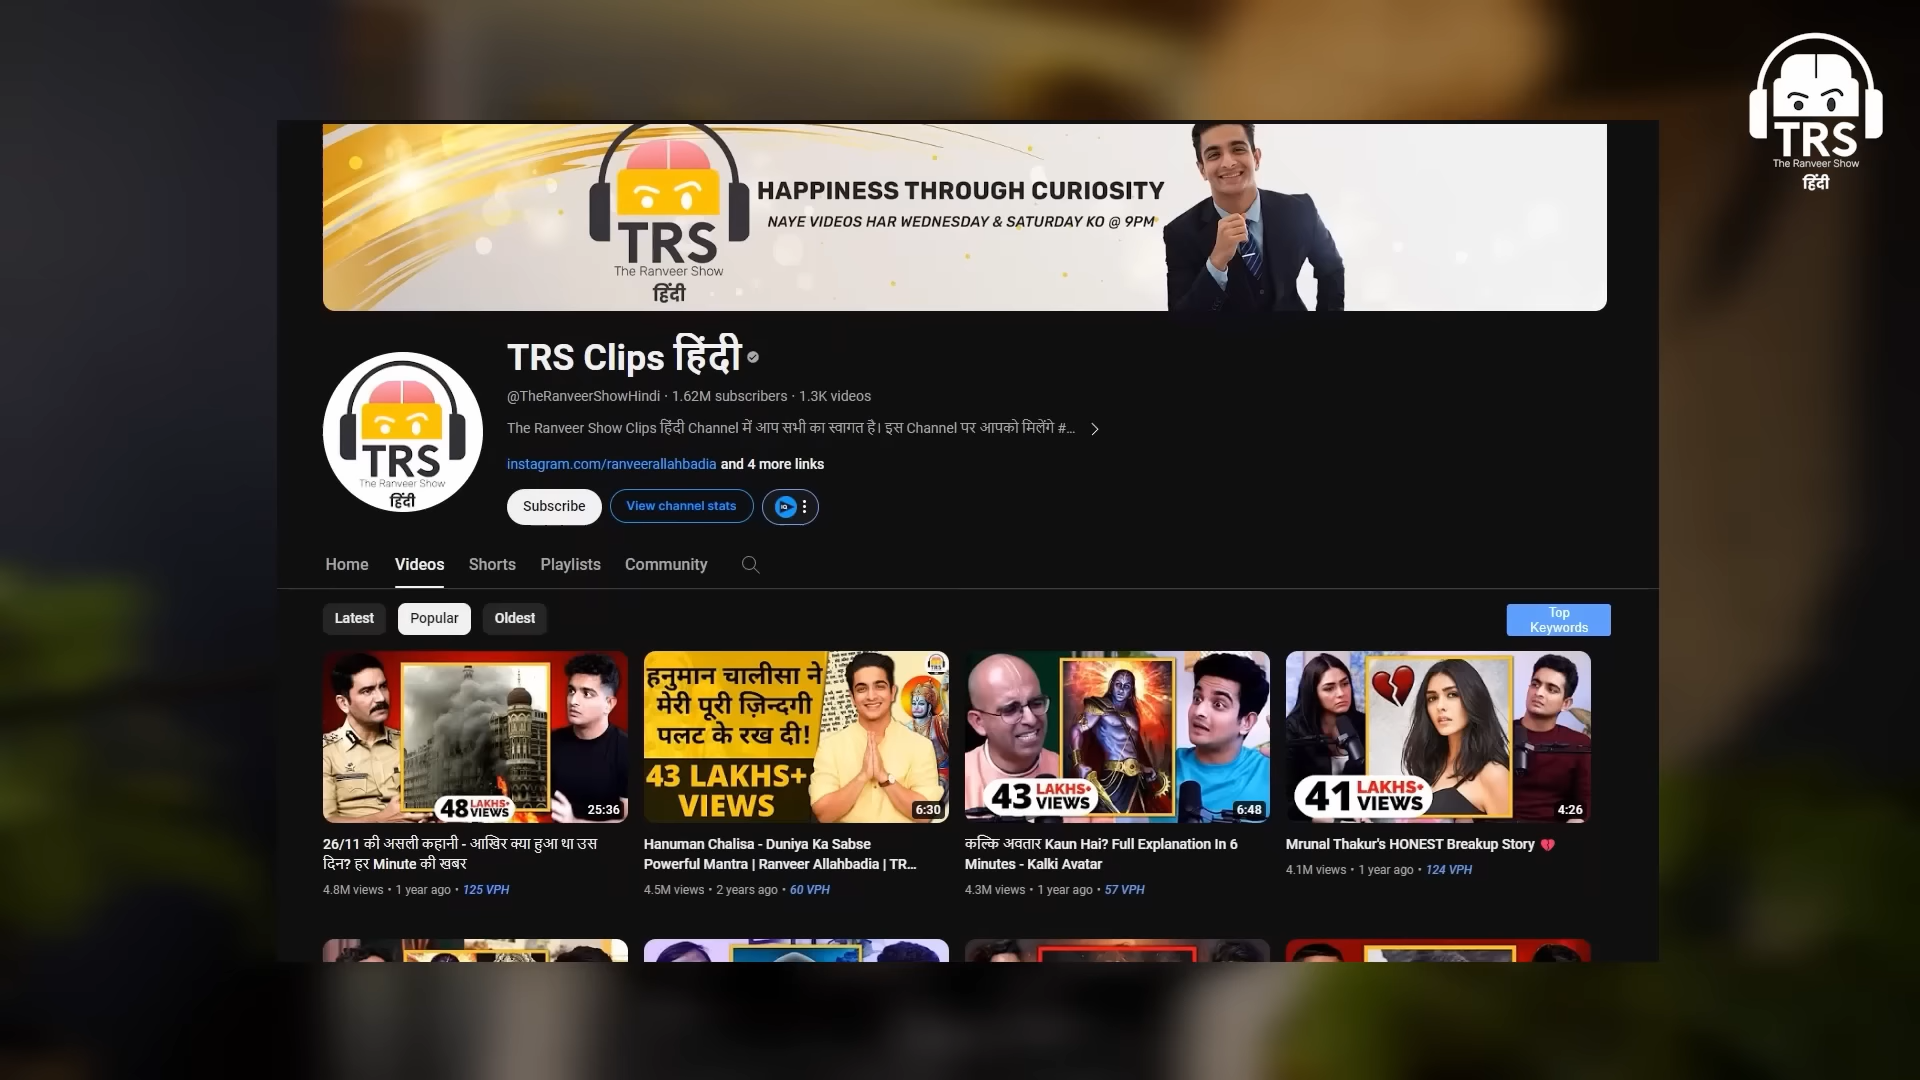 TRS
The Ranveer Show
हिंदी
TRS
The Ranveer Show
हिंदी
HAPPINESS THROUGH CURIOSITY
NAYE VIDEOS HAR WEDNESDAY & SATURDAY KO @ 9PM
TRS
The Ranveer Show
हिंदी
TRS Clips हिंदी
@TheRanveerShowHindi · 1.62M subscribers · 1.3K videos
The Ranveer Show Clips हिंदी Channel में आप सभी का स्वागत है। इस Channel पर आपको मिलेंगे #...
instagram.com/ranveerallahbadia and 4 more links
Subscribe View channel stats
Home Videos Shorts Playlists Community
Latest Popular Oldest
Top
Keywords
48 LAKHS+ VIEWS
25:36
हनुमान चालीसा ने
मेरी पूरी ज़िन्दगी
पलट के रख दी!
43 LAKHS+
VIEWS
6:30
43 LAKHS+ VIEWS
6:48
41 LAKHS+ VIEWS
4:26
26/11 की असली कहानी - आखिर क्या हुआ था उस
दिन? हर Minute की खबर
4.8M views • 1 year ago • 125 VPH
Hanuman Chalisa - Duniya Ka Sabse
Powerful Mantra | Ranveer Allahbadia | TR...
4.5M views • 2 years ago • 60 VPH
कल्कि अवतार Kaun Hai? Full Explanation In 6
Minutes - Kalki Avatar
4.3M views • 1 year ago • 57 VPH
Mrunal Thakur's HONEST Breakup Story 💔
4.1M views • 1 year ago • 124 VPH